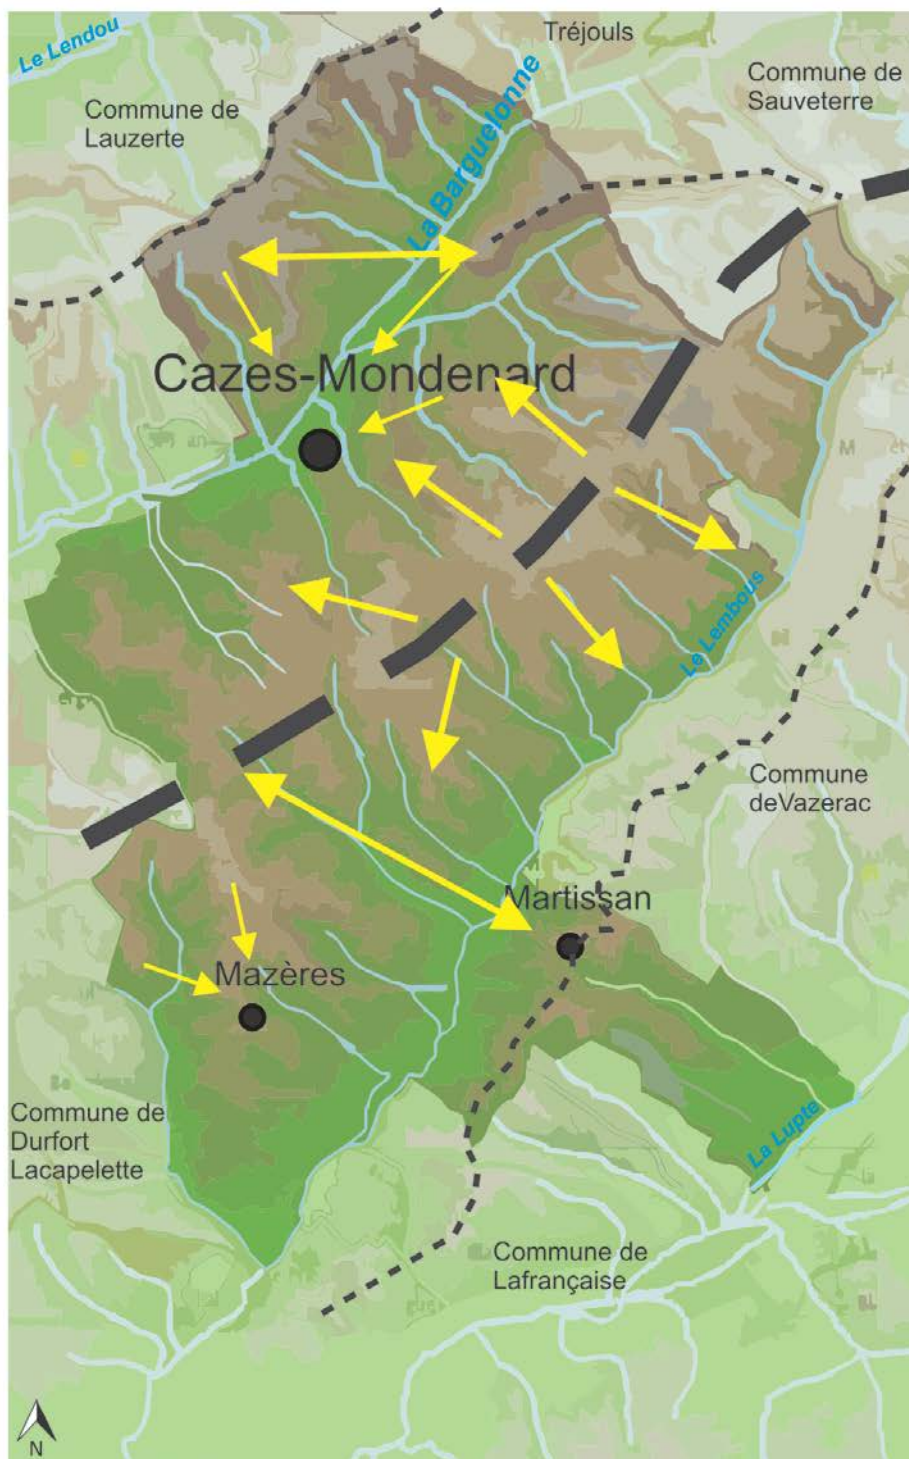 Le Lendou
Tréjouls
Commune de
Sauveterre
Commune de
Lauzerte
La Barguelonne
Cazes-Mondenard
Le Lembous
Commune
deVazerac
Martissan
Mazères
Commune de
Durfort
Lacapelette
La Lupte
Commune de
Lafrançaise
N